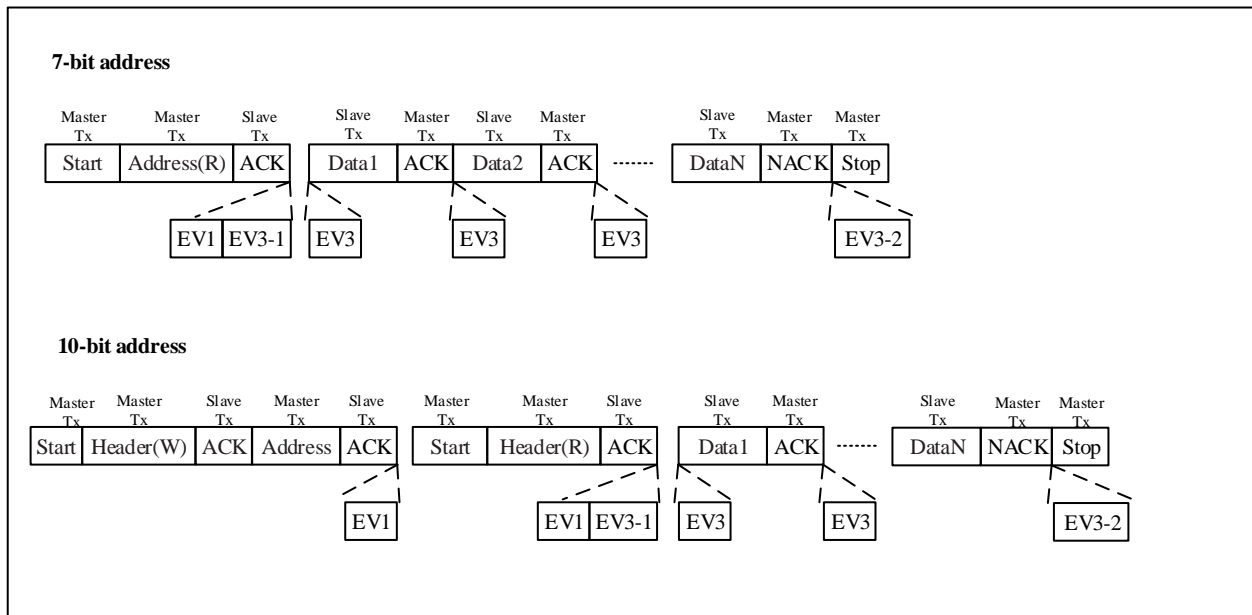 7-bit address
Master Tx Master Tx Slave Tx Slave Tx Master Tx Slave Tx Master Tx Slave Tx Master Tx Master Tx
Start Address(R) ACK Data1 ACK Data2 ACK ........ DataN NACK Stop
EV1 EV3-1 EV3 EV3 EV3 EV3-2
10-bit address
Master Tx Master Tx Slave Tx Master Tx Slave Tx Master Tx Master Tx Slave Tx Slave Tx Master Tx Slave Tx Master Tx Master Tx
Start Header(W) ACK Address ACK Start Header(R) ACK Data1 ACK ........ DataN NACK Stop
EV1 EV1 EV3-1 EV3 EV3 EV3-2